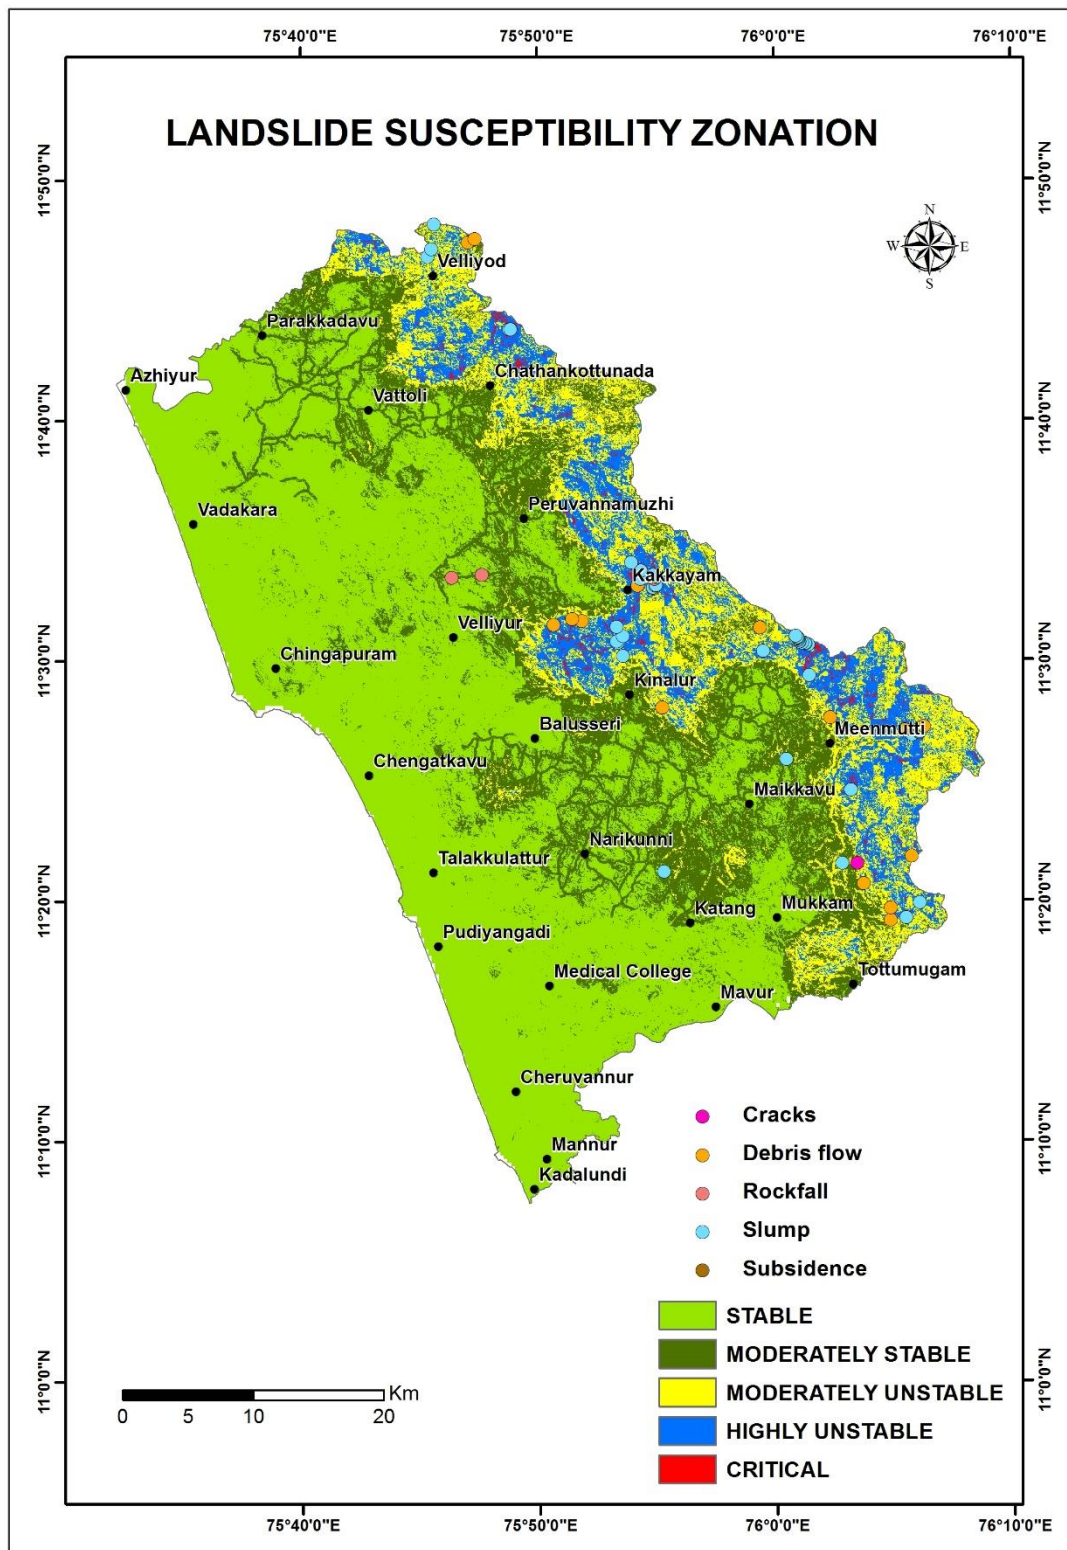 75°40'0"E 75°50'0"E 76°0'0"E 76°10'0"E
LANDSLIDE SUSCEPTIBILITY ZONATION
11°50'0"N
11°50'0"N
N
W E
S
Velliyod
Parakkadavu
Azhiyur
Chathankottunada
Vattoli
11°40'0"N
11°40'0"N
Vadakara
Peruvannamuzhi
Kakkayam
Velliyur
Chingapuram
11°30'0"N
11°30'0"N
Kinalur
Balusseri
Meenmutti
Chengatkavu
Maikkavu
Narikunni
Talakkulattur
11°20'0"N
11°20'0"N
Katang
Mukkam
Pudiyangadi
Medical College
Tottumugam
Mavur
Cheruvannur
Mannur
Kadalundi
11°10'0"N
11°10'0"N
Cracks
Debris flow
Rockfall
Slump
Subsidence
STABLE
MODERATELY STABLE
MODERATELY UNSTABLE
HIGHLY UNSTABLE
CRITICAL
11°0'0"N
11°0'0"N
Km
0 5 10 20
75°40'0"E 75°50'0"E 76°0'0"E 76°10'0"E